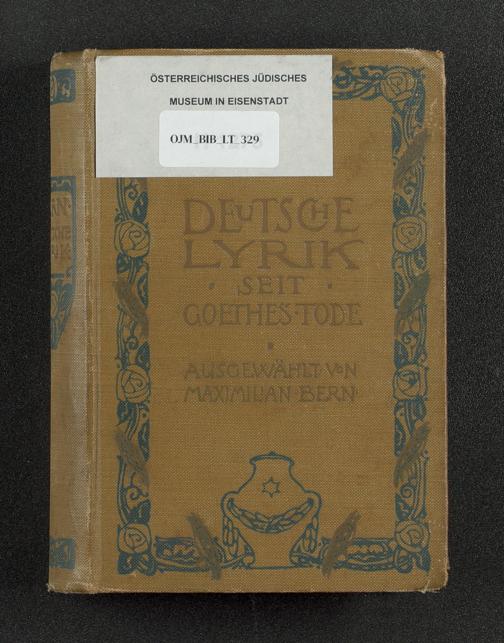 ÖSTERREICHISCHES JÜDISCHES
MUSEUM IN EISENSTADT
OJM_BIB_LT_329
DEUTSCHE
LYRIK
· SEIT ·
GOETHES·TODE
AUSGEWÄHLT VON
MAXIMILIAN BERN